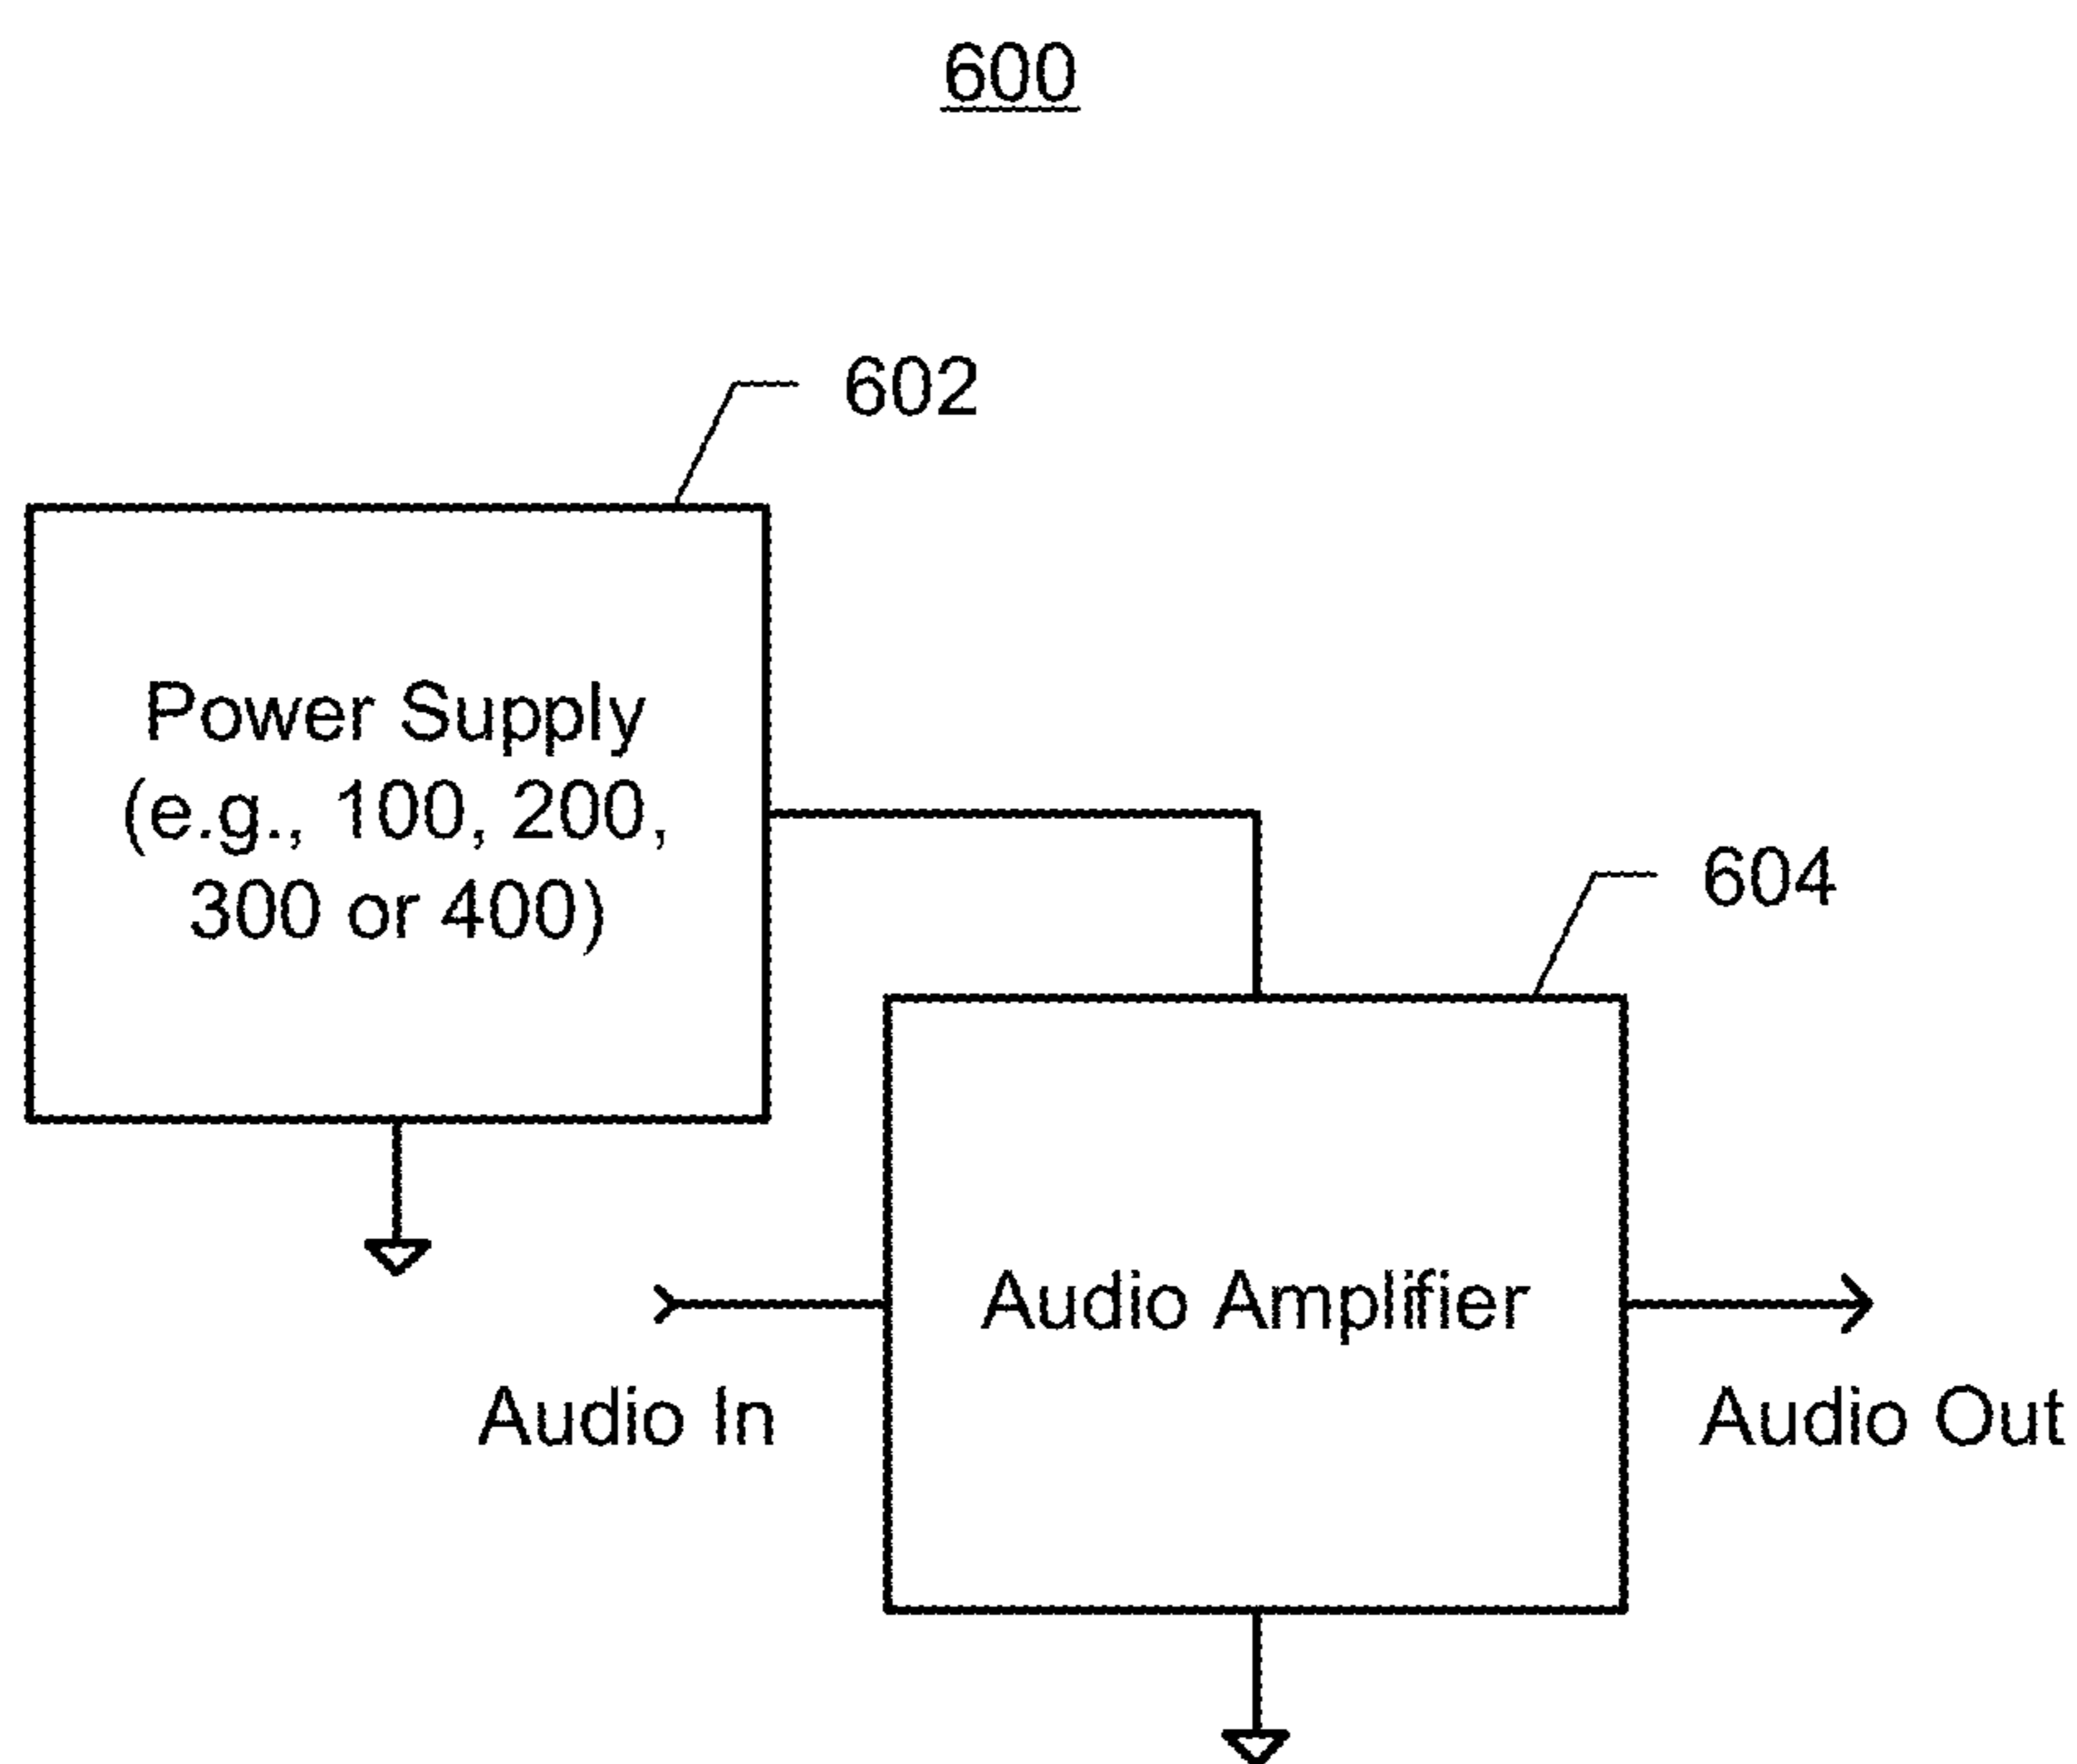 600
602
Power Supply
(e.g., 100, 200,
300 or 400)
604
Audio Amplifier
Audio In
Audio Out